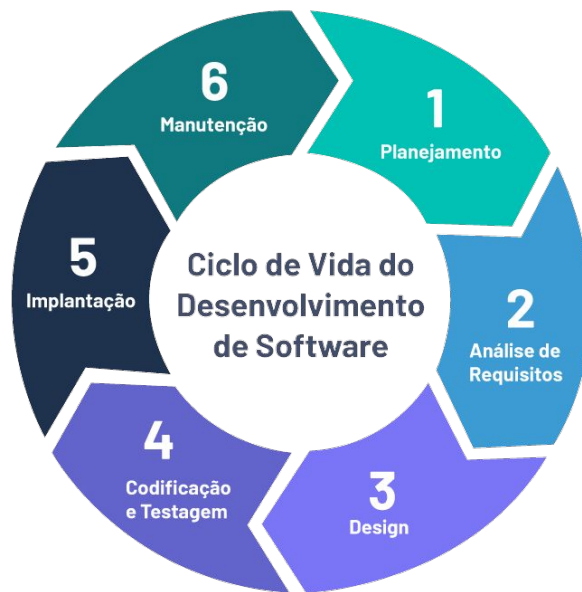 Ciclo de Vida do
Desenvolvimento
de Software
1
Planejamento
2
Análise de
Requisitos
3
Design
4
Codificação
e Testagem
5
Implantação
6
Manutenção